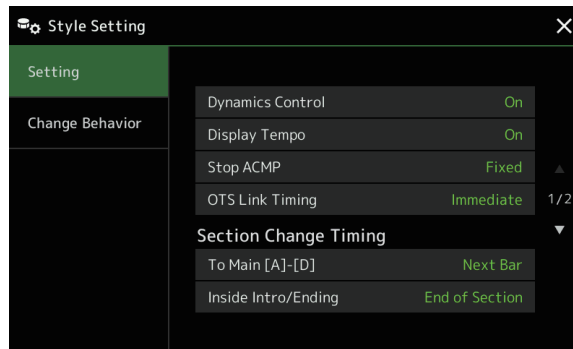 Style Setting
Setting
Change Behavior
Dynamics Control On
Display Tempo On
Stop ACMP Fixed
OTS Link Timing Immediate
1/2
Section Change Timing
To Main [A]-[D] Next Bar
Inside Intro/Ending End of Section